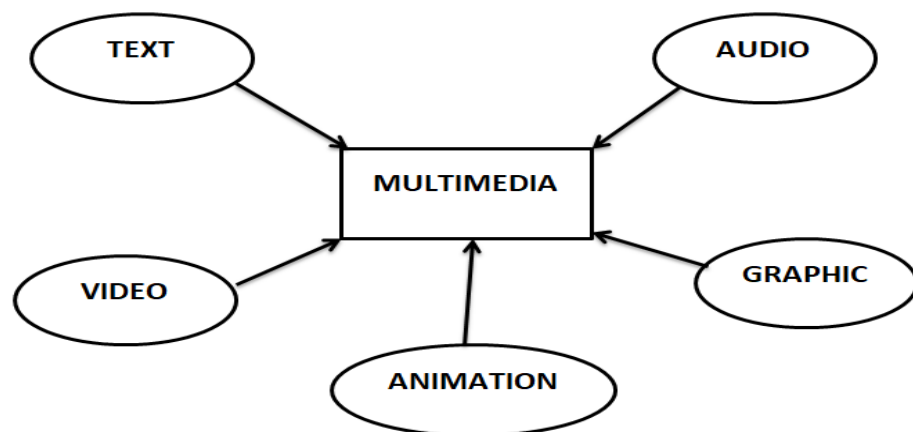 TEXT
AUDIO
MULTIMEDIA
VIDEO
GRAPHIC
ANIMATION